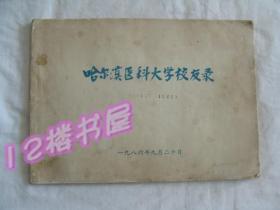 哈尔滨医科大学校友录
12楼书屋
一九八六年九月二十日